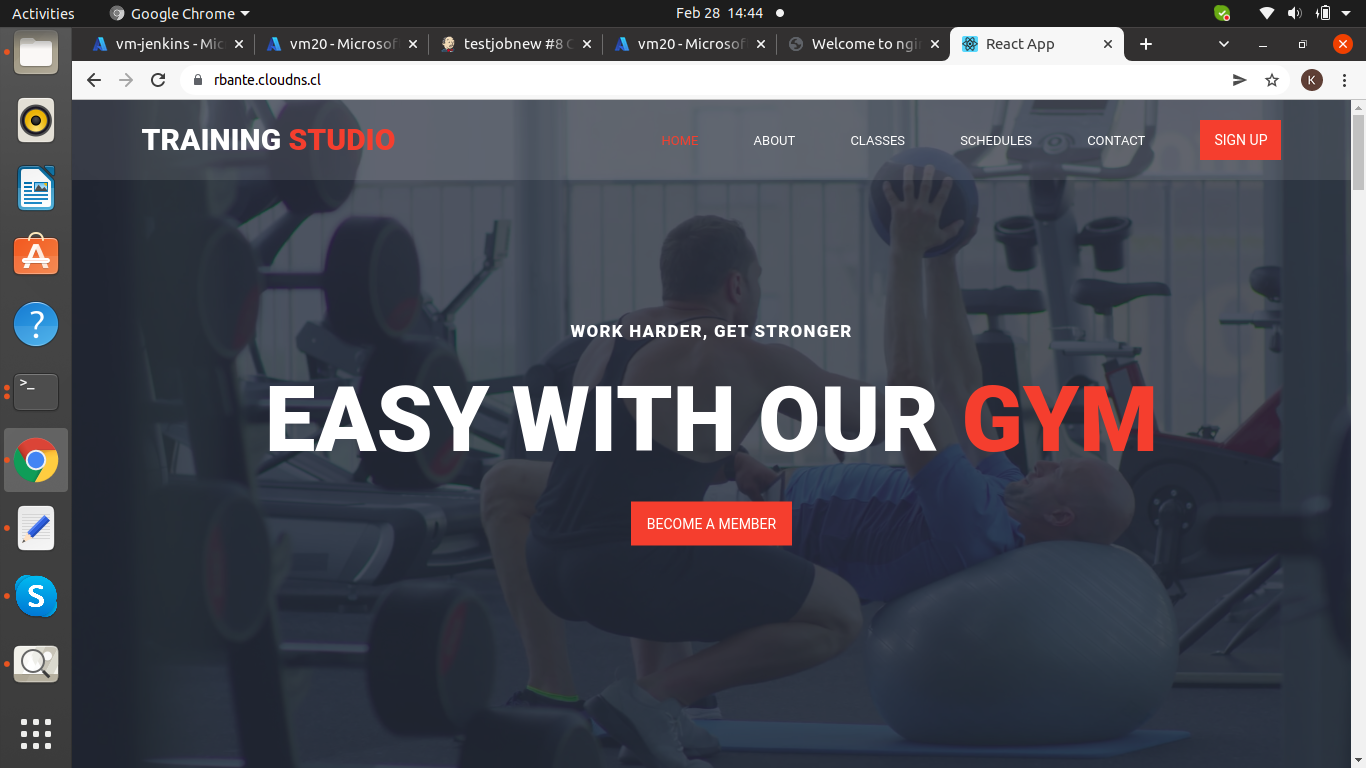 Activities
Google Chrome
Feb 28 14:44
vm-jenkins - Mic
vm20 - Microsof
testjobnew #8 C
vm20 - Microsof
Welcome to ngi
React App
rbante.cloudns.cl
K
TRAINING STUDIO
HOME
ABOUT
CLASSES
SCHEDULES
CONTACT
SIGN UP
WORK HARDER, GET STRONGER
EASY WITH OUR GYM
BECOME A MEMBER